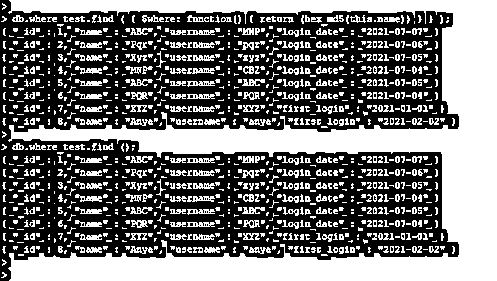 >
> db.where_test.find ( { $where: function() { return (hex_md5(this.name)) } } );
{ "_id" : 1, "name" : "ABC", "username" : "MNP", "login_date" : "2021-07-07" }
{ "_id" : 2, "name" : "Pqr", "username" : "pqr", "login_date" : "2021-07-06" }
{ "_id" : 3, "name" : "Xyr", "username" : "xyz", "login_date" : "2021-07-05" }
{ "_id" : 4, "name" : "MNP", "username" : "CBZ", "login_date" : "2021-07-04" }
{ "_id" : 5, "name" : "ABC", "username" : "ABC", "login_date" : "2021-07-05" }
{ "_id" : 6, "name" : "PQR", "username" : "PQR", "login_date" : "2021-07-04" }
{ "_id" : 7, "name" : "XYZ", "username" : "XYZ", "first_login" : "2021-01-01" }
{ "_id" : 8, "name" : "Anya", "username" : "anya", "first_login" : "2021-02-02" }
>
> db.where_test.find ();
{ "_id" : 1, "name" : "ABC", "username" : "MNP", "login_date" : "2021-07-07" }
{ "_id" : 2, "name" : "Pqr", "username" : "pqr", "login_date" : "2021-07-06" }
{ "_id" : 3, "name" : "Xyr", "username" : "xyz", "login_date" : "2021-07-05" }
{ "_id" : 4, "name" : "MNP", "username" : "CBZ", "login_date" : "2021-07-04" }
{ "_id" : 5, "name" : "ABC", "username" : "ABC", "login_date" : "2021-07-05" }
{ "_id" : 6, "name" : "PQR", "username" : "PQR", "login_date" : "2021-07-04" }
{ "_id" : 7, "name" : "XYZ", "username" : "XYZ", "first_login" : "2021-01-01" }
{ "_id" : 8, "name" : "Anya", "username" : "anya", "first_login" : "2021-02-02" }
>
>